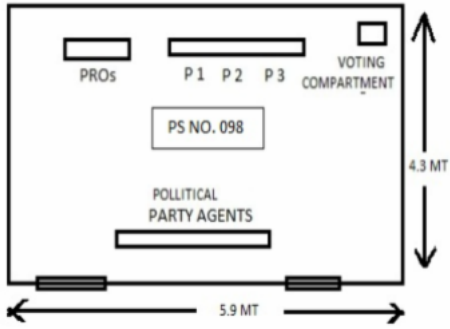 PROs
P 1 P 2 P 3
VOTING
COMPARTMENT
PS NO. 098
4.3 MT
POLLITICAL
PARTY AGENTS
5.9 MT